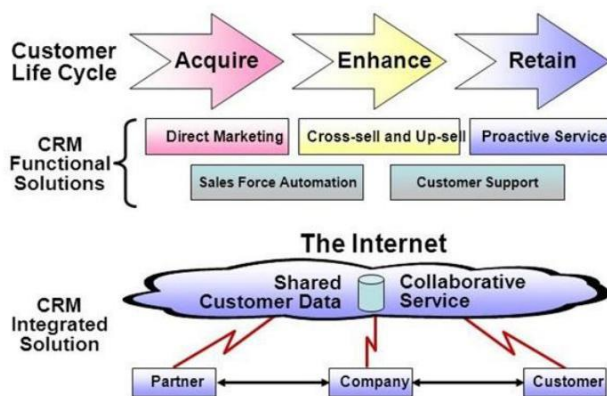 Customer
Life Cycle
Acquire
Enhance
Retain
CRM
Functional
Solutions
Direct Marketing
Cross-sell and Up-sell
Proactive Service
Sales Force Automation
Customer Support
The Internet
Shared
Customer Data
Collaborative
Service
CRM
Integrated
Solution
Partner
Company
Customer